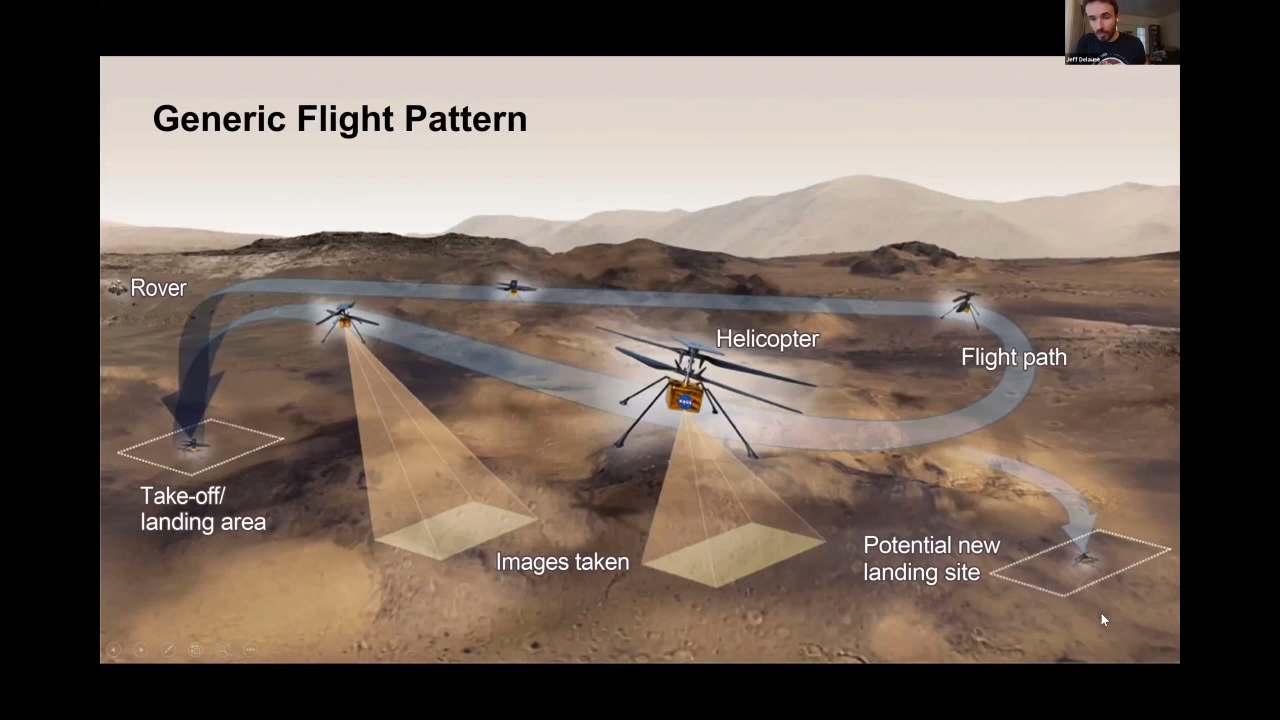 Jeff Delaune
Generic Flight Pattern
Rover
Helicopter
Flight path
Take-off/
landing area
Images taken
Potential new
landing site
NASA